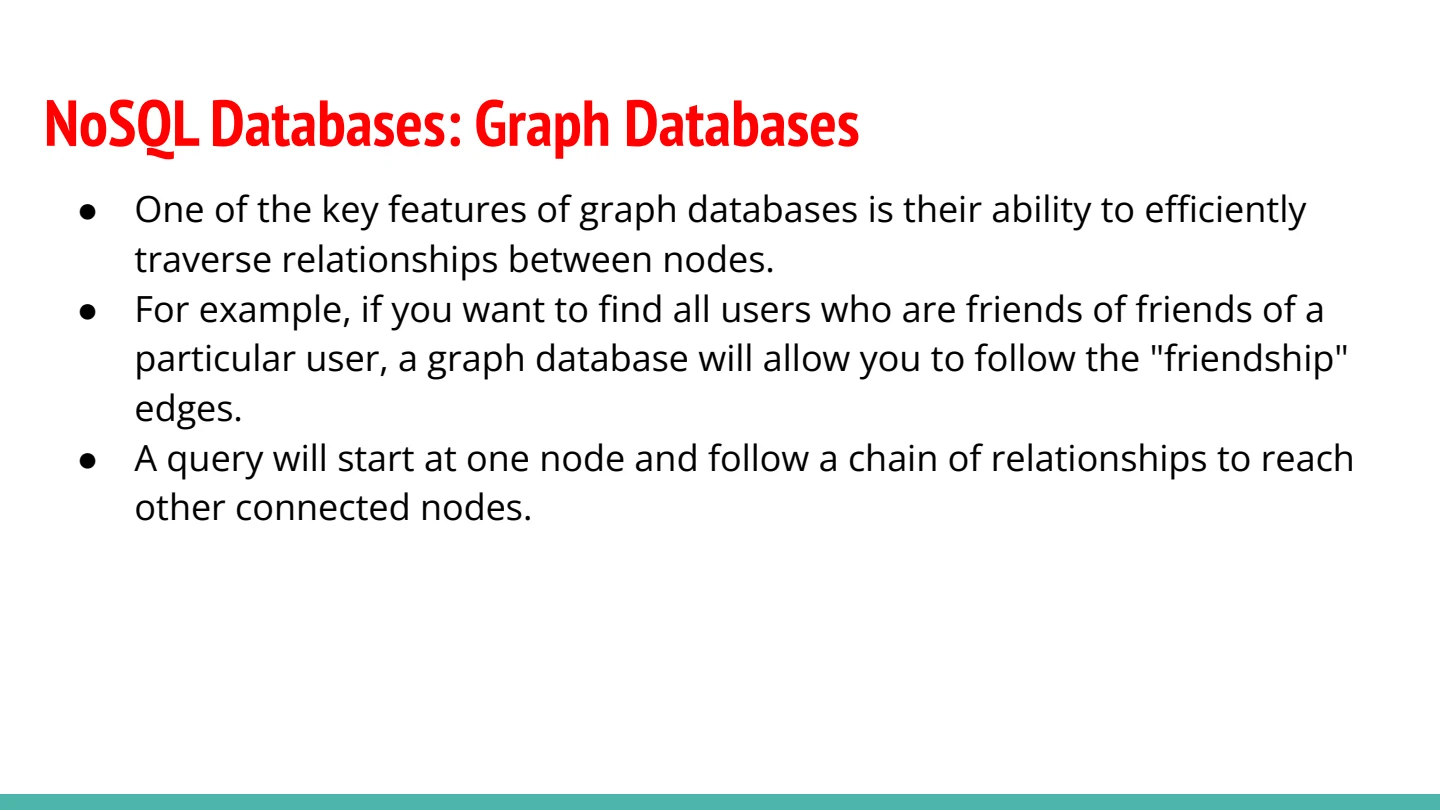 NoSQL Databases: Graph Databases
● One of the key features of graph databases is their ability to efficiently
traverse relationships between nodes.
● For example, if you want to find all users who are friends of friends of a
particular user, a graph database will allow you to follow the "friendship"
edges.
● A query will start at one node and follow a chain of relationships to reach
other connected nodes.